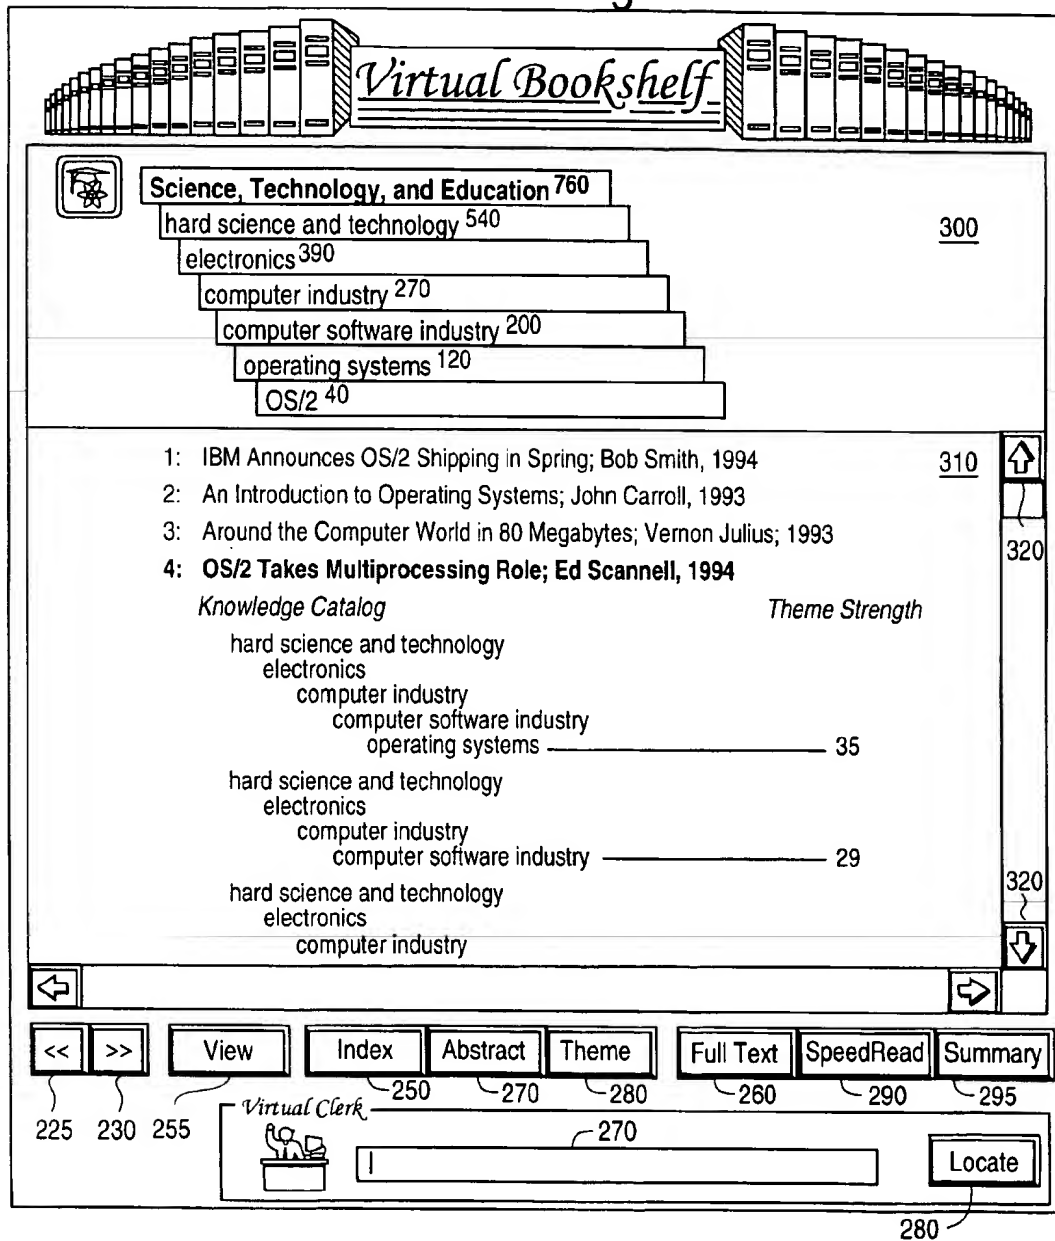 Virtual Bookshelf
Science, Technology, and Education 760
hard science and technology 540
300
electronics 390
computer industry 270
computer software industry 200
operating systems 120
OS/2 40
1: IBM Announces OS/2 Shipping in Spring; Bob Smith, 1994
310
2: An Introduction to Operating Systems; John Carroll, 1993
3: Around the Computer World in 80 Megabytes; Vernon Julius; 1993
320
4: OS/2 Takes Multiprocessing Role; Ed Scannell, 1994
Knowledge Catalog Theme Strength
hard science and technology
electronics
computer industry
computer software industry
operating systems 35
hard science and technology
electronics
computer industry
computer software industry 29
320
hard science and technology
electronics
computer industry
<< >> View Index Abstract Theme Full Text SpeedRead Summary
250 270 280 260 290 295
225 230 255
Virtual Clerk
270
Locate
280